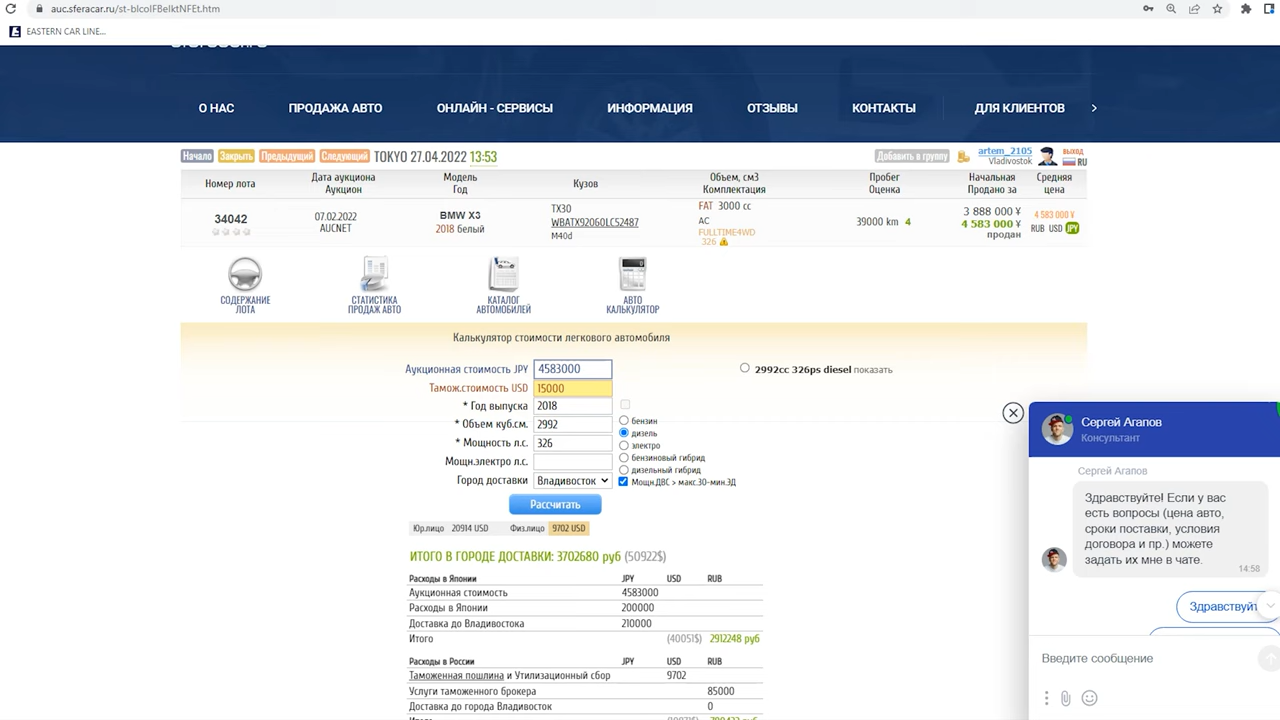 auc.sferacar.ru/st-blcolFBelktNFEt.htm
EASTERN CAR LINE...
О НАС ПРОДАЖА АВТО ОНЛАЙН - СЕРВИСЫ ИНФОРМАЦИЯ ОТЗЫВЫ КОНТАКТЫ ДЛЯ КЛИЕНТОВ
Начало Закрыть Предыдущий Следующий TOKYO 27.04.2022 13:53 Добавить в группу artem_2105 Vladivostok выход RU
Номер лота Дата аукциона Аукцион Модель Год Кузов Объем, см3 Комплектация Пробег Оценка Начальная Продано за Средняя цена
34042 07.02.2022 AUCNET BMW X3 2018 белый TX30 WBATX92060LC52487 M40d FAT 3000 cc AC FULLTIME4WD 326 39000 km 4 3 888 000 ¥ 4 583 000 ¥ продан 4 583 000 ¥ RUB USD JPY
СОДЕРЖАНИЕ ЛОТА СТАТИСТИКА ПРОДАЖ АВТО КАТАЛОГ АВТОМОБИЛЕЙ АВТО КАЛЬКУЛЯТОР
Калькулятор стоимости легкового автомобиля
Аукционная стоимость JPY 4583000 2992cc 326ps diesel показать
Тамож.стоимость USD 15000
* Год выпуска 2018
* Объем куб.см. 2992 бензин
дизель
* Мощность л.с. 326 электро
Мощн.электро л.с. бензиновый гибрид
дизельный гибрид
Город доставки Владивосток Мощн.ДВС > макс.30-мин.ЭД
Рассчитать
Юр.лицо 20914 USD Физ.лицо 9702 USD
ИТОГО В ГОРОДЕ ДОСТАВКИ: 3702680 руб (50922$)
Расходы в Японии JPY USD RUB
Аукционная стоимость 4583000
Расходы в Японии 200000
Доставка до Владивостока 210000
Итого (40051$) 2912248 руб
Расходы в России JPY USD RUB
Таможенная пошлина и Утилизационный сбор 9702
Услуги таможенного брокера 85000
Доставка до города Владивосток 0
Сергей Агапов
Консультант
Сергей Агапов
Здравствуйте! Если у вас
есть вопросы (цена авто,
сроки поставки, условия
договора и пр.) можете
задать их мне в чате.
14:58
Здравствуйт
Введите сообщение